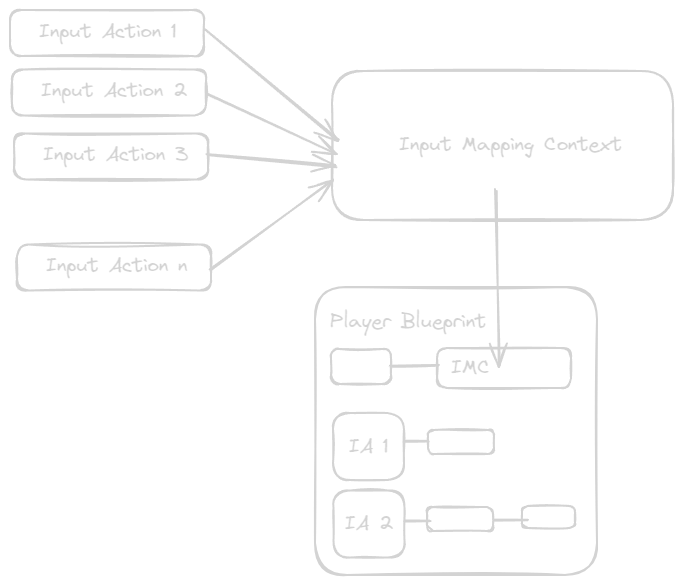 Input Action 1
Input Action 2
Input Action 3
Input Action n
Input Mapping Context
Player Blueprint
IMC
IA 1
IA 2